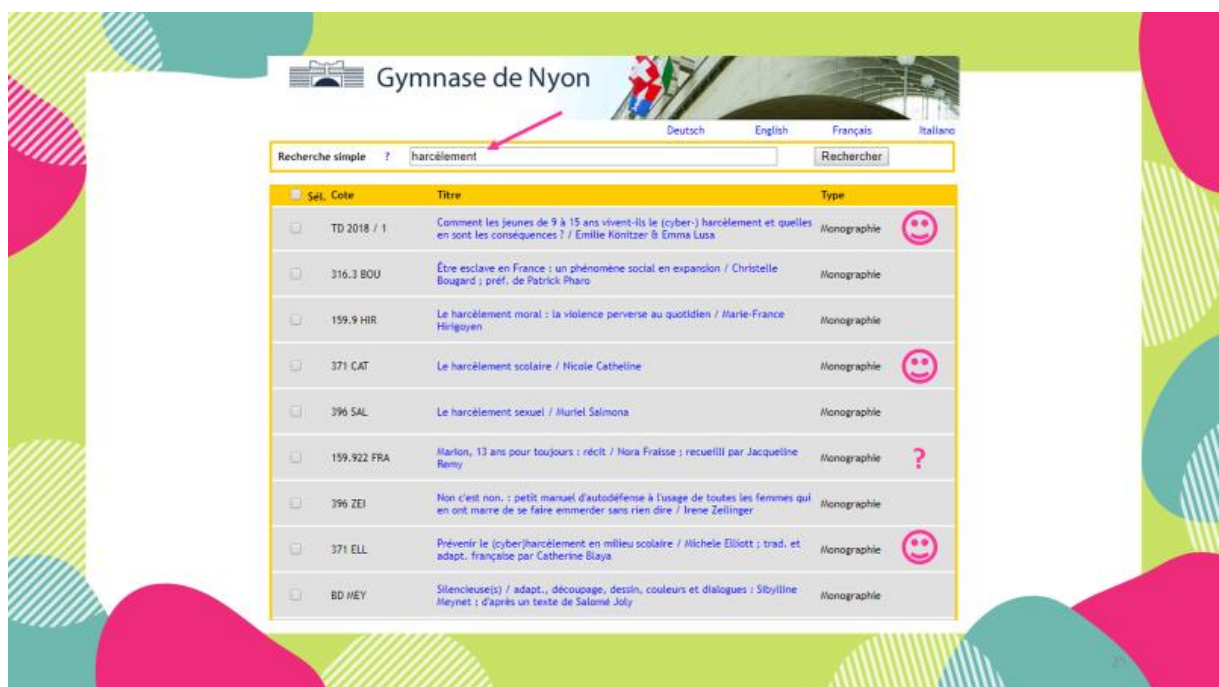 Gymnase de Nyon
Deutsch English Français Italiano
Recherche simple ? harcèlement Rechercher
Sél. Cote Titre Type
TD 2018 / 1 Comment les jeunes de 9 à 15 ans vivent-ils le (cyber-) harcèlement et quelles Monographie
en sont les conséquences ? / Emilie Könitzer & Emma Lusa
316.3 BOU Être esclave en France : un phénomène social en expansion / Christelle Monographie
Bougard ; préf. de Patrick Pharo
159.9 HIR Le harcèlement moral : la violence perverse au quotidien / Marie-France Monographie
Hirigoyen
371 CAT Le harcèlement scolaire / Nicole Catheline Monographie
396 SAL Le harcèlement sexuel / Muriel Salmona Monographie
159.922 FRA Marion, 13 ans pour toujours : récit / Nora Fraisse ; recueilli par Jacqueline Monographie ?
Remy
396 ZEI Non c'est non. : petit manuel d'autodéfense à l'usage de toutes les femmes qui Monographie
en ont marre de se faire emmerder sans rien dire / Irene Zeilinger
371 ELL Prévenir le (cyber)harcèlement en milieu scolaire / Michele Elliott ; trad. et Monographie
adapt. française par Catherine Blaya
BD MEY Silencieuse(s) / adapt., découpage, dessin, couleurs et dialogues : Sibylline Monographie
Meynet ; d'après un texte de Salomé Joly
25